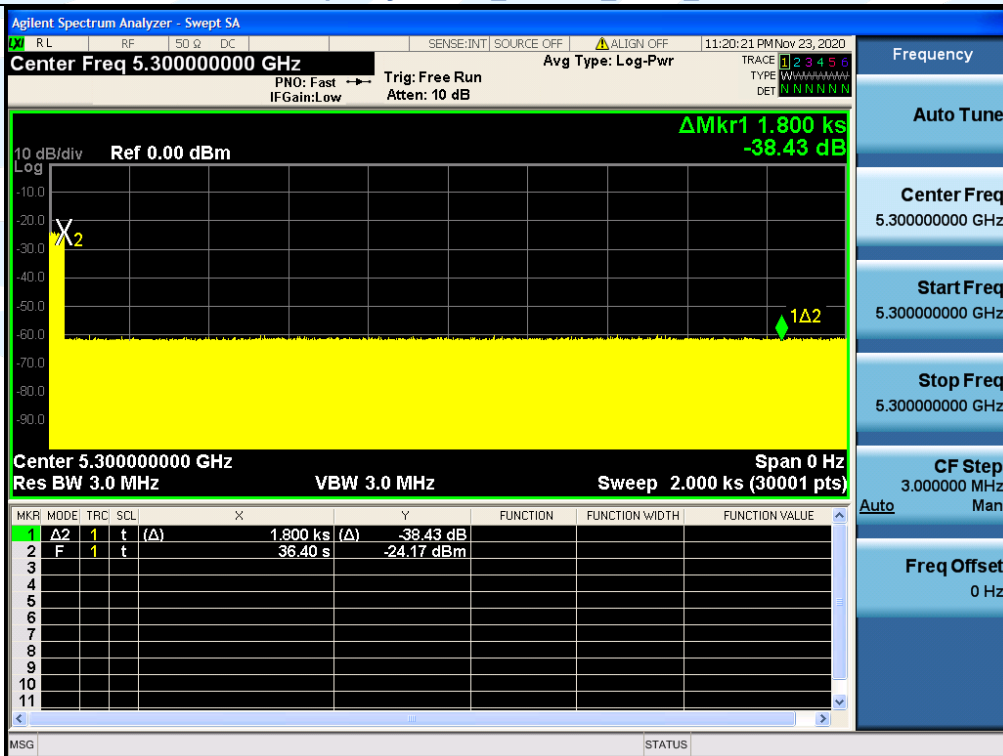 Agilent Spectrum Analyzer - Swept SA
LXI RL RF 50 Ω DC SENSE:INT SOURCE OFF ALIGN OFF 11:20:21 PM Nov 23, 2020
Center Freq 5.300000000 GHz
PNO: Fast
IFGain:Low
Trig: Free Run
Atten: 10 dB
Avg Type: Log-Pwr
TRACE 1 2 3 4 5 6
TYPE
DET N N N N N N
ΔMkr1 1.800 ks
-38.43 dB
10 dB/div Ref 0.00 dBm
Log
-10.0
-20.0
-30.0
-40.0
-50.0
-60.0
-70.0
-80.0
-90.0
2
1Δ2
Center 5.300000000 GHz Span 0 Hz
Res BW 3.0 MHz VBW 3.0 MHz Sweep 2.000 ks (30001 pts)
MKR MODE TRC SCL X Y FUNCTION FUNCTION WIDTH FUNCTION VALUE
1 Δ2 1 t (Δ) 1.800 ks (Δ) -38.43 dB
2 F 1 t 36.40 s -24.17 dBm
3
4
5
6
7
8
9
10
11
MSG STATUS
Frequency
Auto Tune
Center Freq
5.300000000 GHz
Start Freq
5.300000000 GHz
Stop Freq
5.300000000 GHz
CF Step
3.000000 MHz
Auto Man
Freq Offset
0 Hz